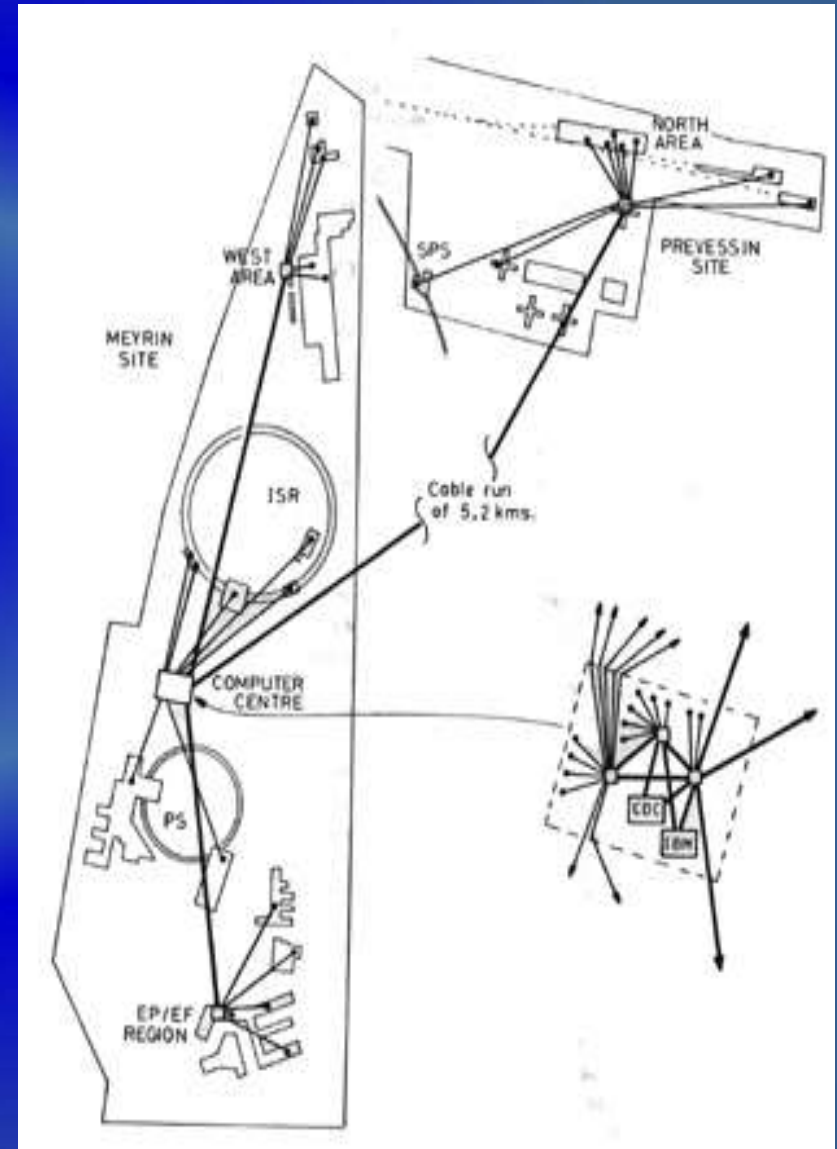 NORTH
AREA
WEST
AREA
SPS
PREVESSIN
SITE
MEYRIN
SITE
ISR
Cable run
of 5,2 kms.
COMPUTER
CENTRE
PS
CDC
IBM
EP/EF
REGION